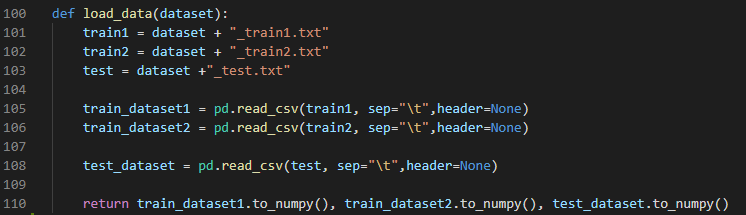 100 def load_data(dataset):
101     train1 = dataset + "_train1.txt"
102     train2 = dataset + "_train2.txt"
103     test = dataset +"_test.txt"
104
105     train_dataset1 = pd.read_csv(train1, sep="\t",header=None)
106     train_dataset2 = pd.read_csv(train2, sep="\t",header=None)
107
108     test_dataset = pd.read_csv(test, sep="\t",header=None)
109
110     return train_dataset1.to_numpy(), train_dataset2.to_numpy(), test_dataset.to_numpy()